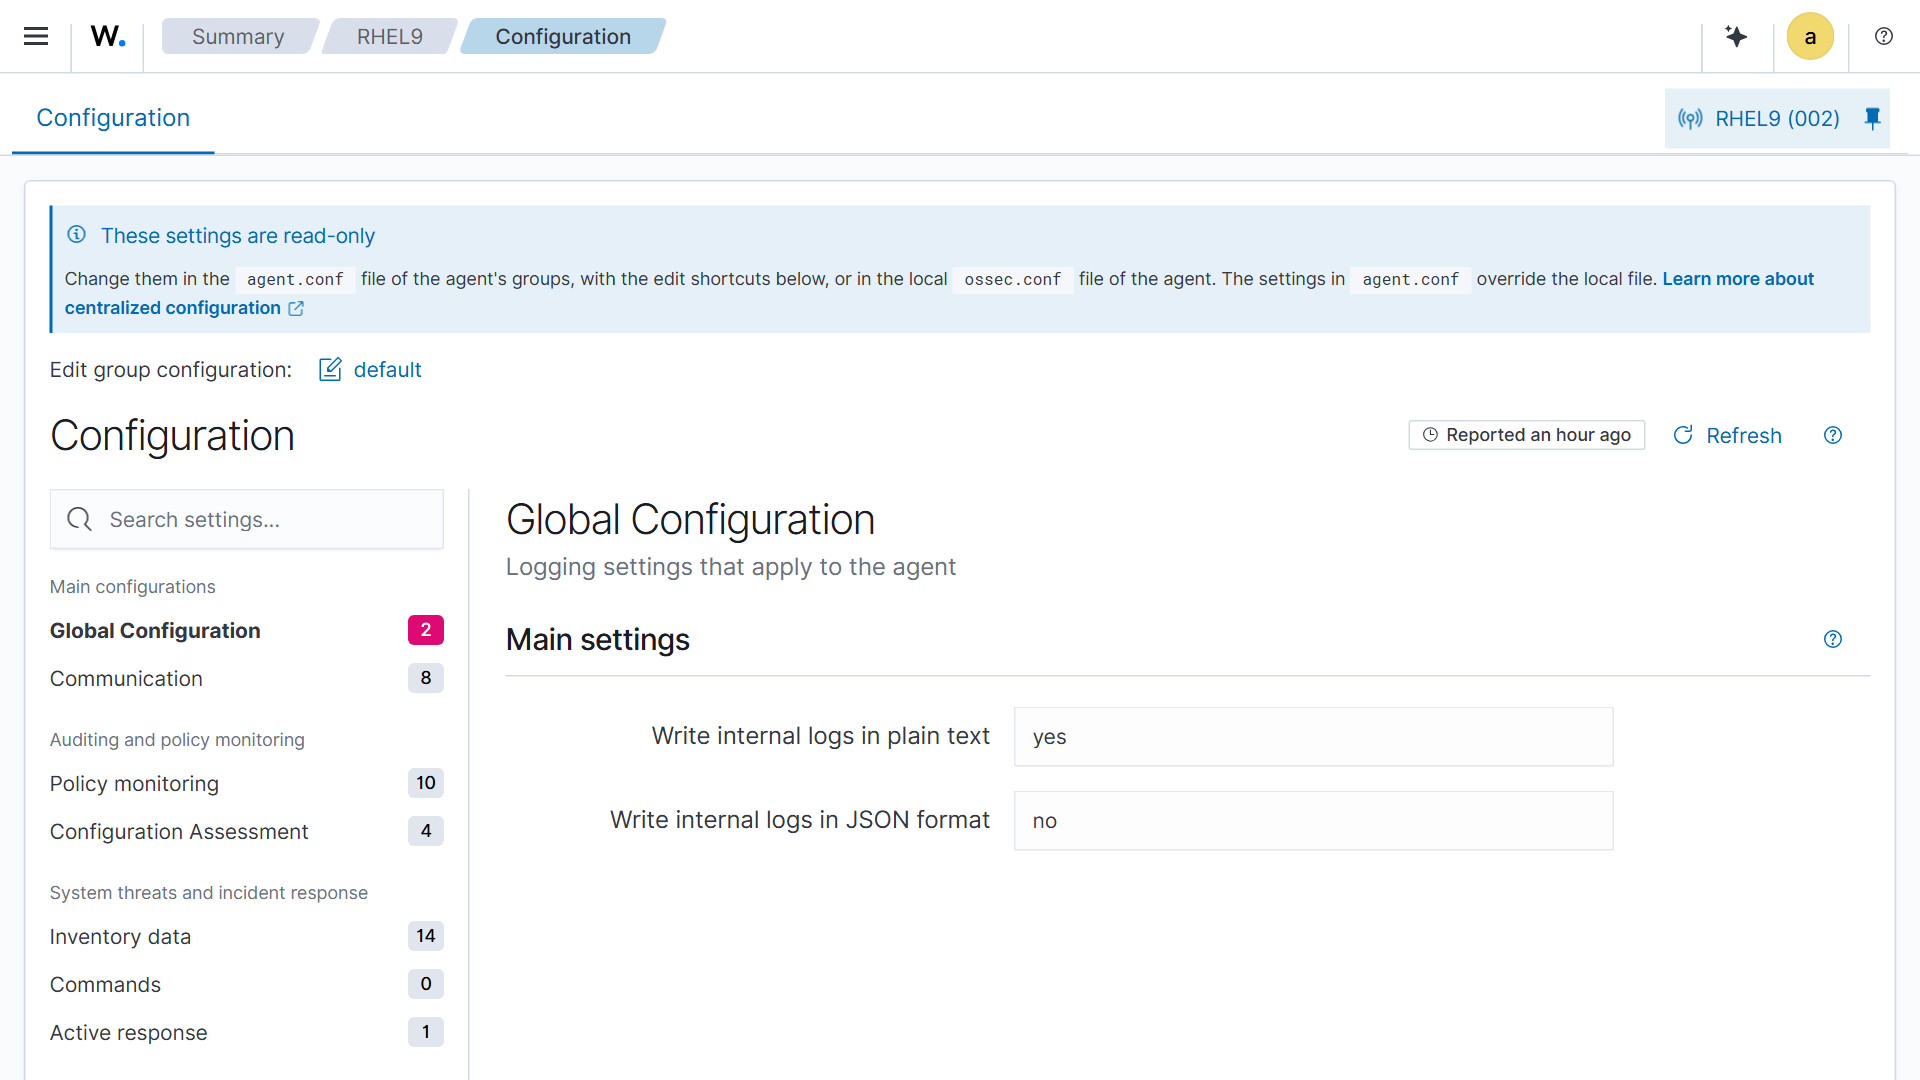 W.
Summary
RHEL9
Configuration
a
Configuration
RHEL9 (002)
These settings are read-only
Change them in the agent.conf file of the agent's groups, with the edit shortcuts below, or in the local ossec.conf file of the agent. The settings in agent.conf override the local file. Learn more about
centralized configuration
Edit group configuration: default
Configuration
Reported an hour ago
Refresh
Search settings...
Main configurations
Global Configuration 2
Communication 8
Auditing and policy monitoring
Policy monitoring 10
Configuration Assessment 4
System threats and incident response
Inventory data 14
Commands 0
Active response 1
Global Configuration
Logging settings that apply to the agent
Main settings
Write internal logs in plain text yes
Write internal logs in JSON format no